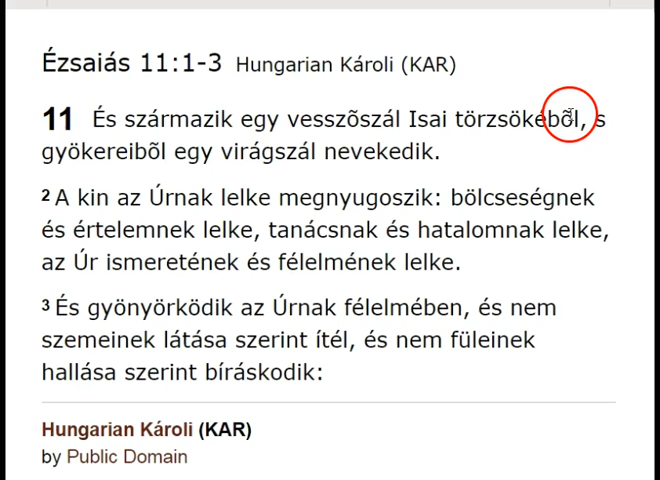 Ézsaiás 11:1-3 Hungarian Károli (KAR)
11 És származik egy vesszõszál Isai törzsökébõl, s
gyökereibõl egy virágszál nevekedik.
2 A kin az Úrnak lelke megnyugoszik: bölcseségnek
és értelemnek lelke, tanácsnak és hatalomnak lelke,
az Úr ismeretének és félelmének lelke.
3 És gyönyörködik az Úrnak félelmében, és nem
szemeinek látása szerint ítél, és nem füleinek
hallása szerint bíráskodik:
Hungarian Károli (KAR)
by Public Domain